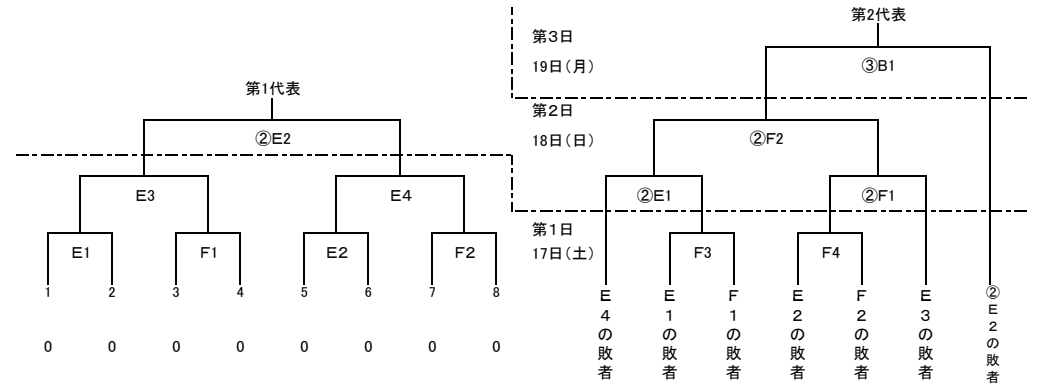 第1代表
②E2
E3
E4
E1
F1
E2
F2
1 2 3 4 5 6 7 8
0 0 0 0 0 0 0 0
第2代表
第3日
19日(月)
③B1
第2日
18日(日)
②F2
②E1
②F1
第1日
17日(土)
F3
F4
E4の敗者
E1の敗者
F1の敗者
E2の敗者
F2の敗者
E3の敗者
②E2の敗者